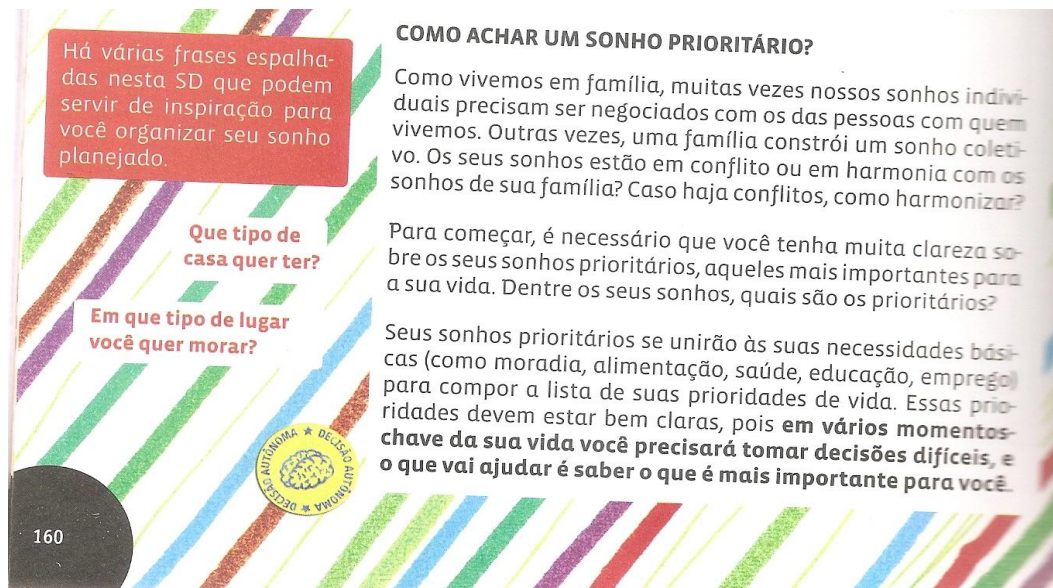 Há várias frases espalha-
das nesta SD que podem
servir de inspiração para
você organizar seu sonho
planejado.
Que tipo de
casa quer ter?
Em que tipo de lugar
você quer morar?
DECISÃO AUTÔNOMA ★ DECISÃO AUTÔNOMA ★
160
COMO ACHAR UM SONHO PRIORITÁRIO?
Como vivemos em família, muitas vezes nossos sonhos indivi-
duais precisam ser negociados com os das pessoas com quem
vivemos. Outras vezes, uma família constrói um sonho coleti-
vo. Os seus sonhos estão em conflito ou em harmonia com os
sonhos de sua família? Caso haja conflitos, como harmonizar?
Para começar, é necessário que você tenha muita clareza so-
bre os seus sonhos prioritários, aqueles mais importantes para
a sua vida. Dentre os seus sonhos, quais são os prioritários?
Seus sonhos prioritários se unirão às suas necessidades bási-
cas (como moradia, alimentação, saúde, educação, emprego)
para compor a lista de suas prioridades de vida. Essas prio-
ridades devem estar bem claras, pois em vários momentos-
chave da sua vida você precisará tomar decisões difíceis, e
o que vai ajudar é saber o que é mais importante para você.